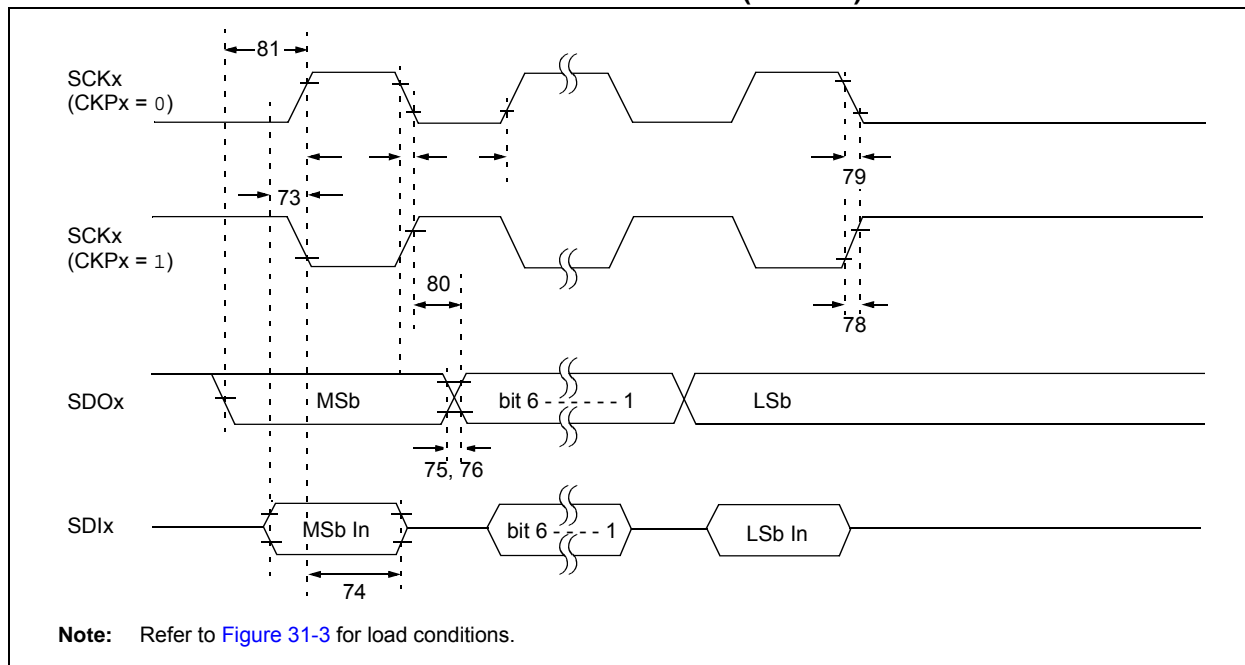 81
SCKx
(CKPx = 0)
79
73
SCKx
(CKPx = 1)
80
78
SDOx
MSb
bit 6 - - - - - - 1
LSb
75, 76
SDIx
MSb In
bit 6 - - - - 1
LSb In
74
Note: Refer to Figure 31-3 for load conditions.